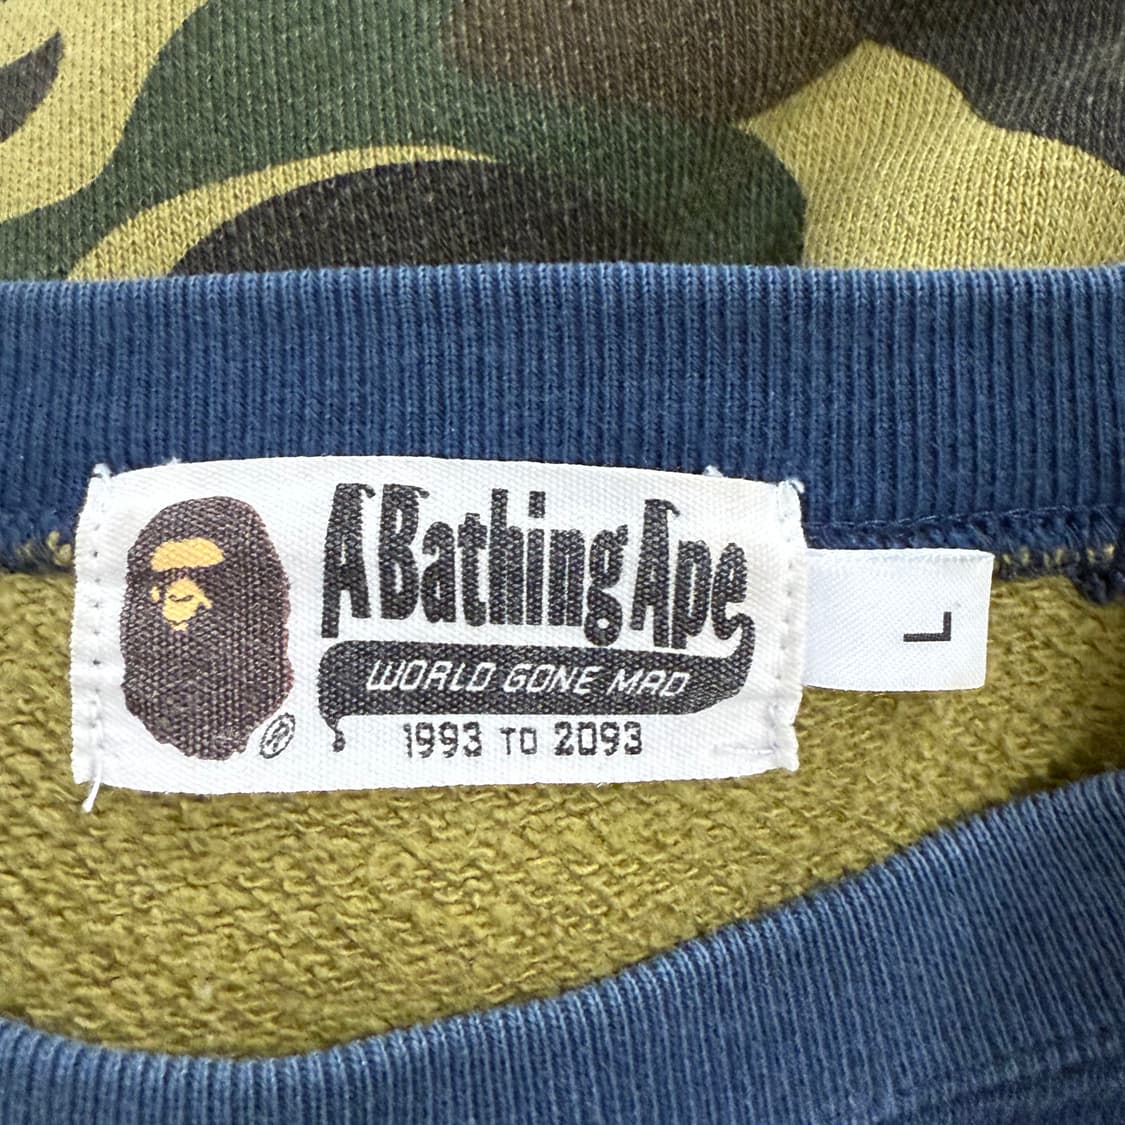 A Bathing Ape
WORLD GONE MAD
1993 TO 2093
®
L